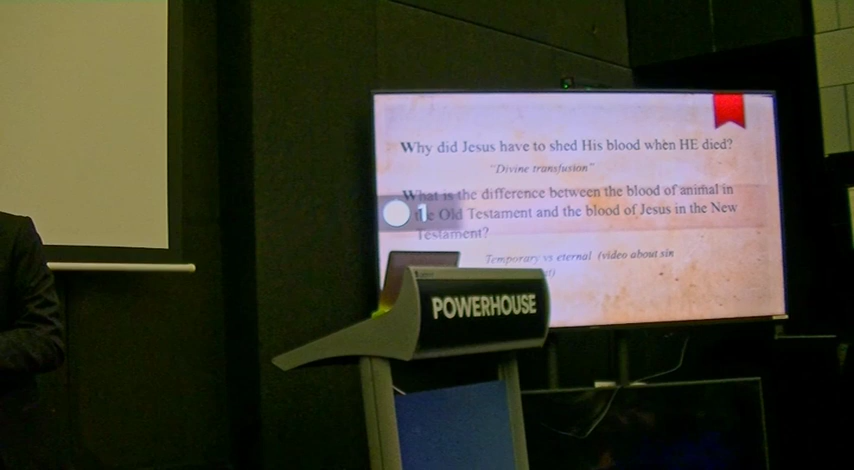 Why did Jesus have to shed His blood when HE died?
"Divine transfusion"
What is the difference between the blood of animal in
the Old Testament and the blood of Jesus in the New
1
Testament?
Temporary vs eternal (video about sin
POWERHOUSE